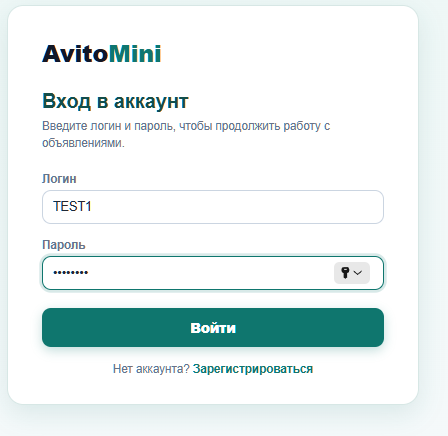 AvitoMini
Вход в аккаунт
Введите логин и пароль, чтобы продолжить работу с
объявлениями.
Логин
TEST1
Пароль
••••••••
Войти
Нет аккаунта? Зарегистрироваться